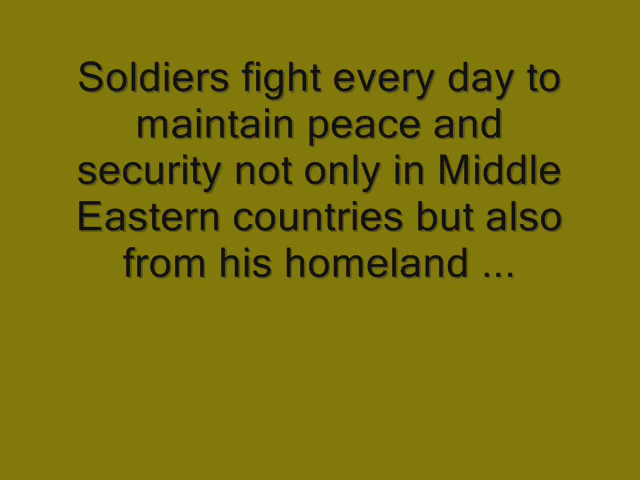 Soldiers fight every day to
maintain peace and
security not only in Middle
Eastern countries but also
from his homeland ...